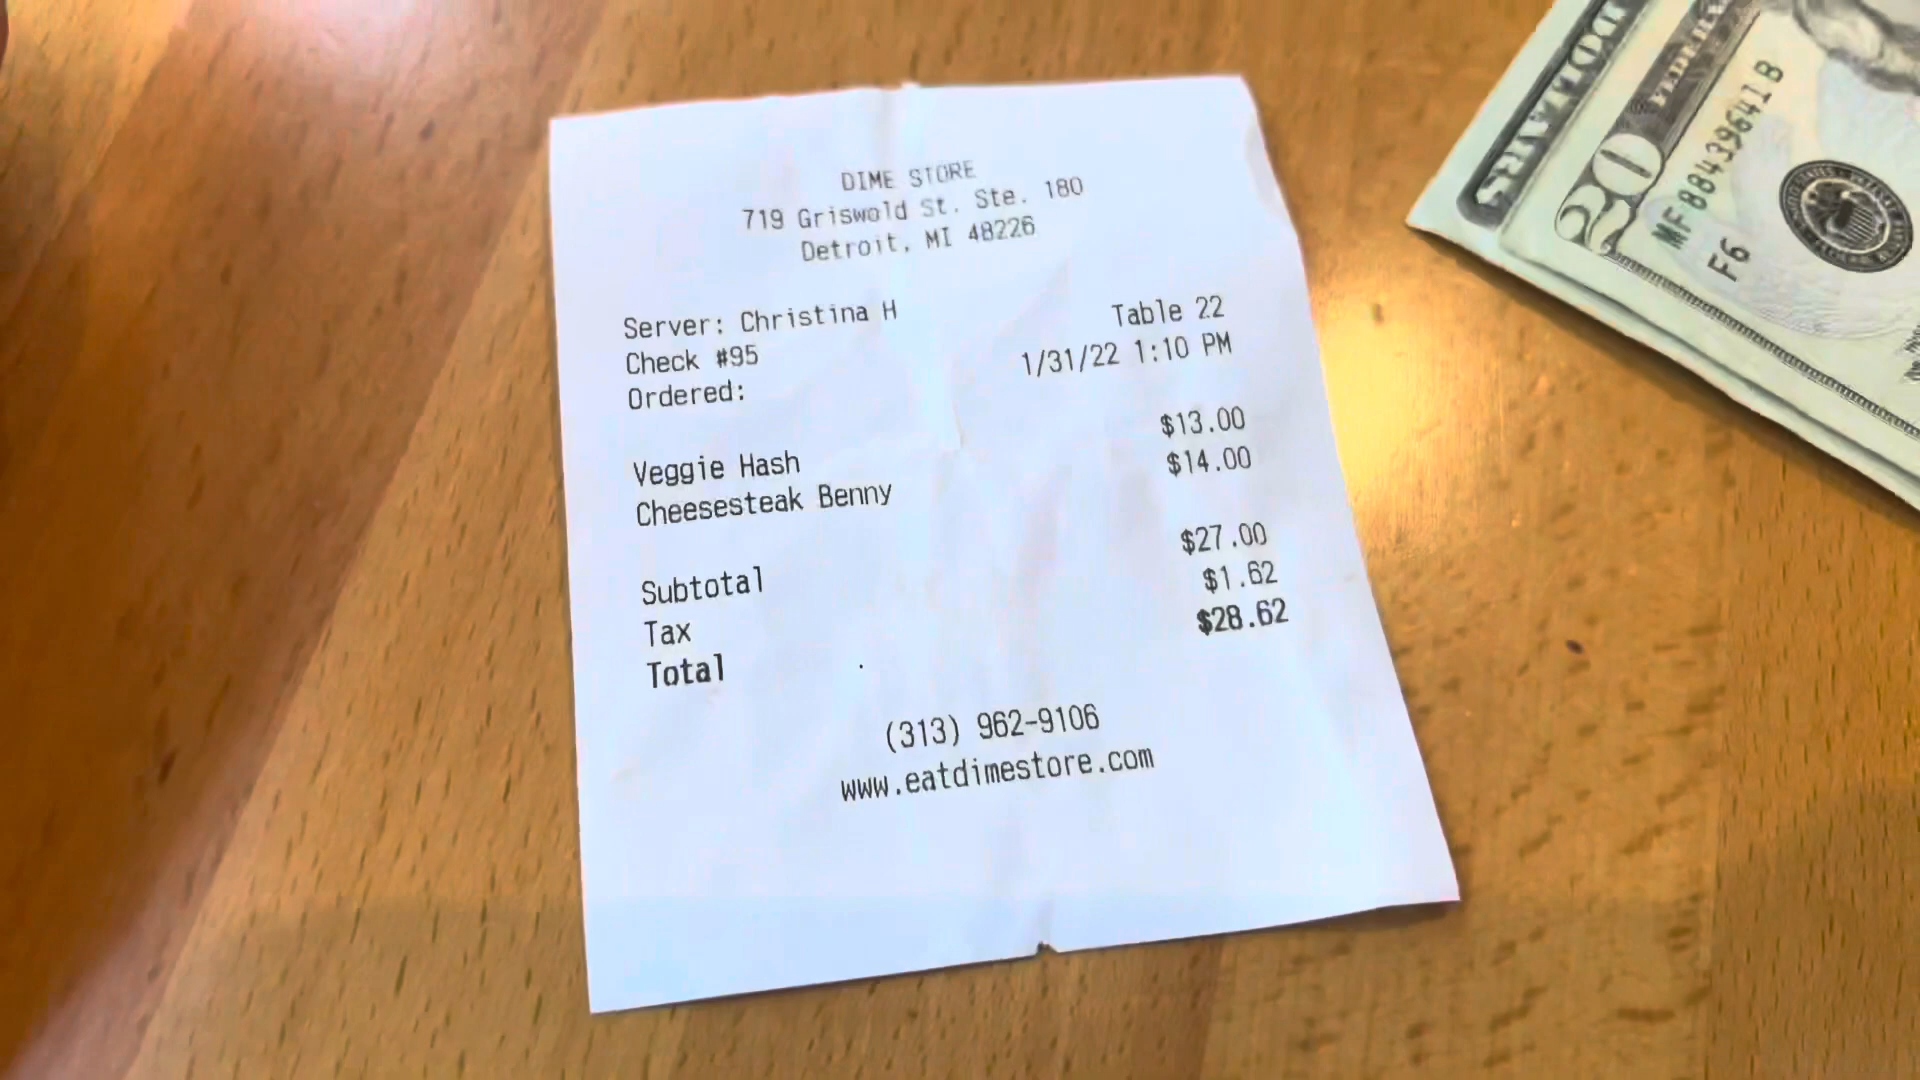 DIME STORE
719 Griswold St. Ste. 180
Detroit, MI 48226
Server: Christina H
Table 22
Check #95
1/31/22 1:10 PM
Ordered:
Veggie Hash $13.00
Cheesesteak Benny $14.00
Subtotal $27.00
Tax $1.62
Total $28.62
(313) 962-9106
www.eatdimestore.com
DOLLARS
20
MF 88439641 B
F6